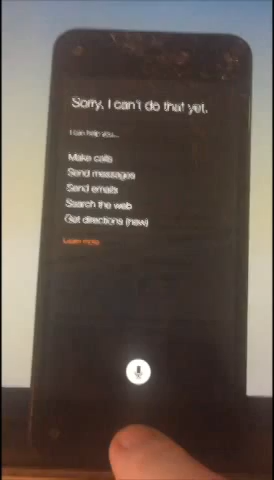 Sorry, I can't do that yet.
I can help you...
Make calls
Send messages
Send emails
Search the web
Get directions (new)
Learn more